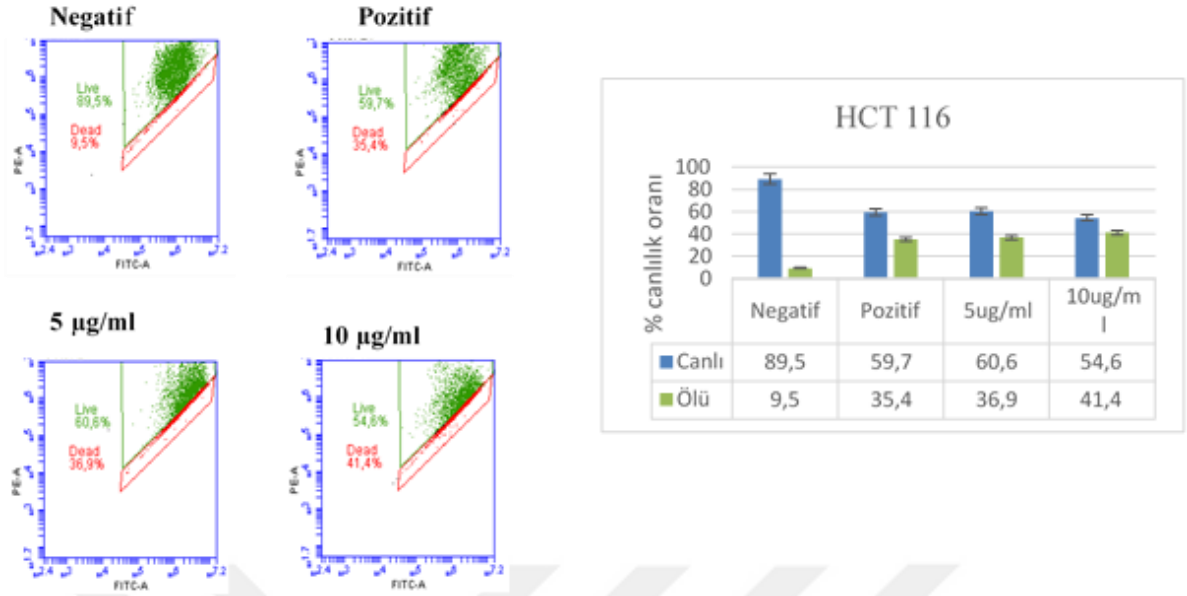 Negatif
Live
89,5%
Dead
9,5%
PE-A
FITC-A
Pozitif
Live
59,7%
Dead
35,4%
PE-A
FITC-A
5 µg/ml
Live
60,6%
Dead
36,9%
PE-A
FITC-A
10 µg/ml
Live
54,6%
Dead
41,4%
PE-A
FITC-A
HCT 116
% canlılık oranı
100
80
60
40
20
0
Negatif Pozitif 5ug/ml 10ug/m
l
Canlı 89,5 59,7 60,6 54,6
Ölü 9,5 35,4 36,9 41,4